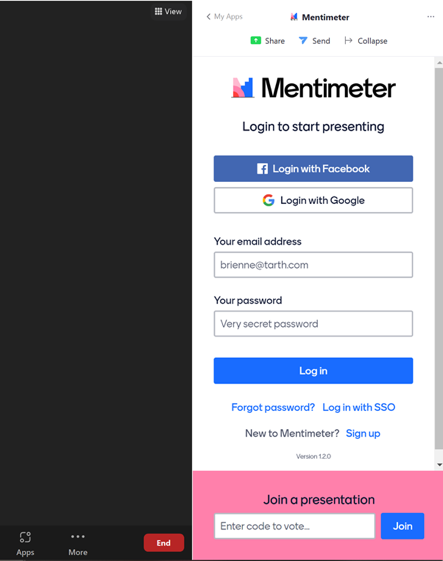 View
My Apps
Mentimeter
...
Share
Send
Collapse
Mentimeter
Login to start presenting
Login with Facebook
Login with Google
Your email address
brienne@tarth.com
Your password
Very secret password
Log in
Forgot password? Log in with SSO
New to Mentimeter? Sign up
Version 1.2.0
Join a presentation
Enter code to vote...
Join
Apps
More
End